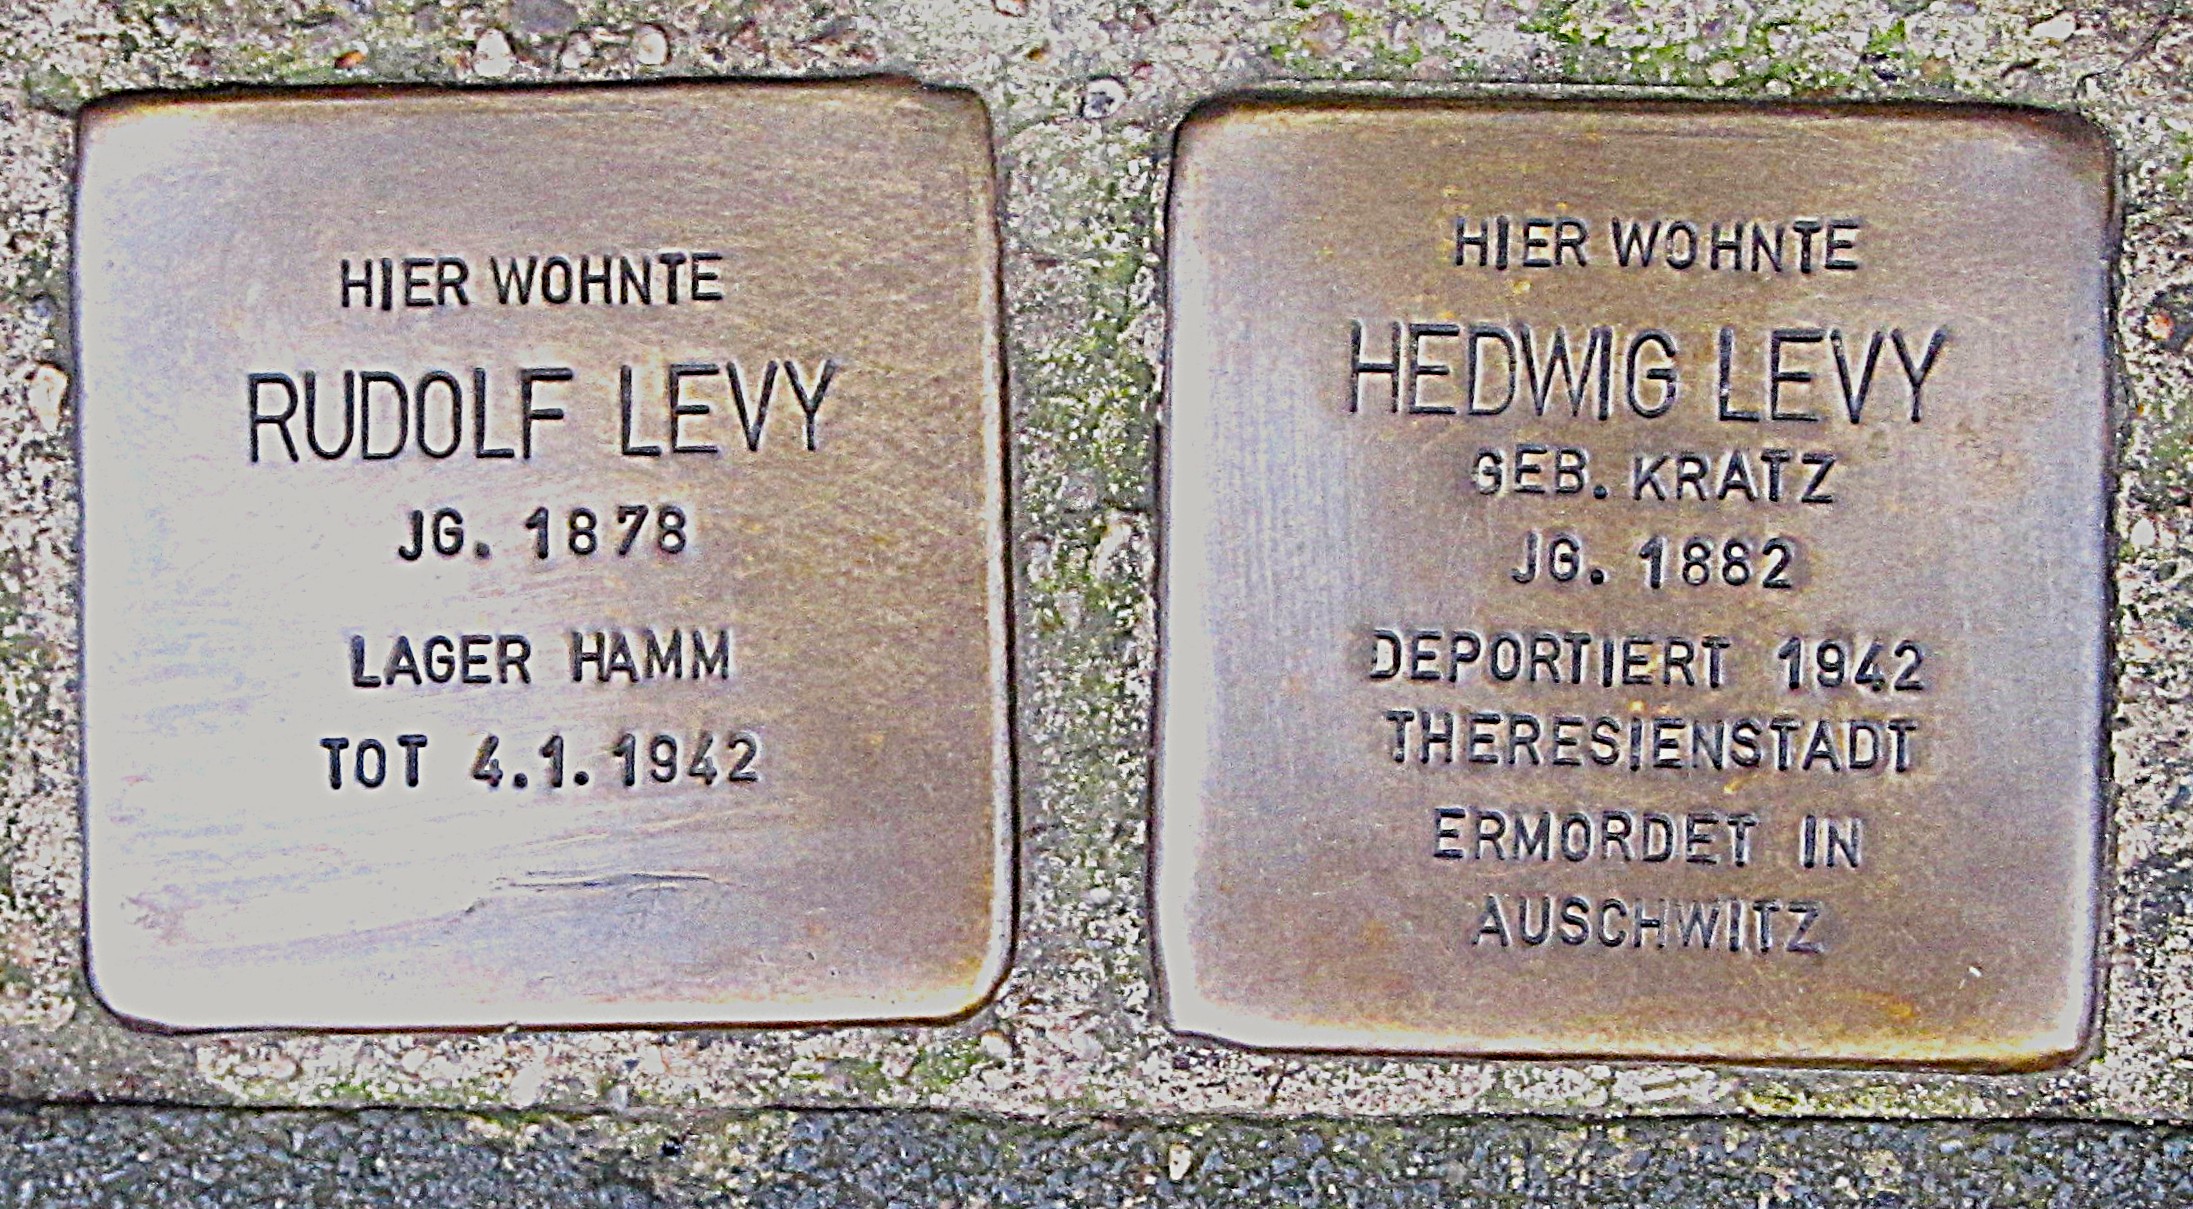 HIER WOHNTE
RUDOLF LEVY
JG. 1878
LAGER HAMM
TOT 4.1.1942
HIER WOHNTE
HEDWIG LEVY
GEB. KRATZ
JG. 1882
DEPORTIERT 1942
THERESIENSTADT
ERMORDET IN
AUSCHWITZ